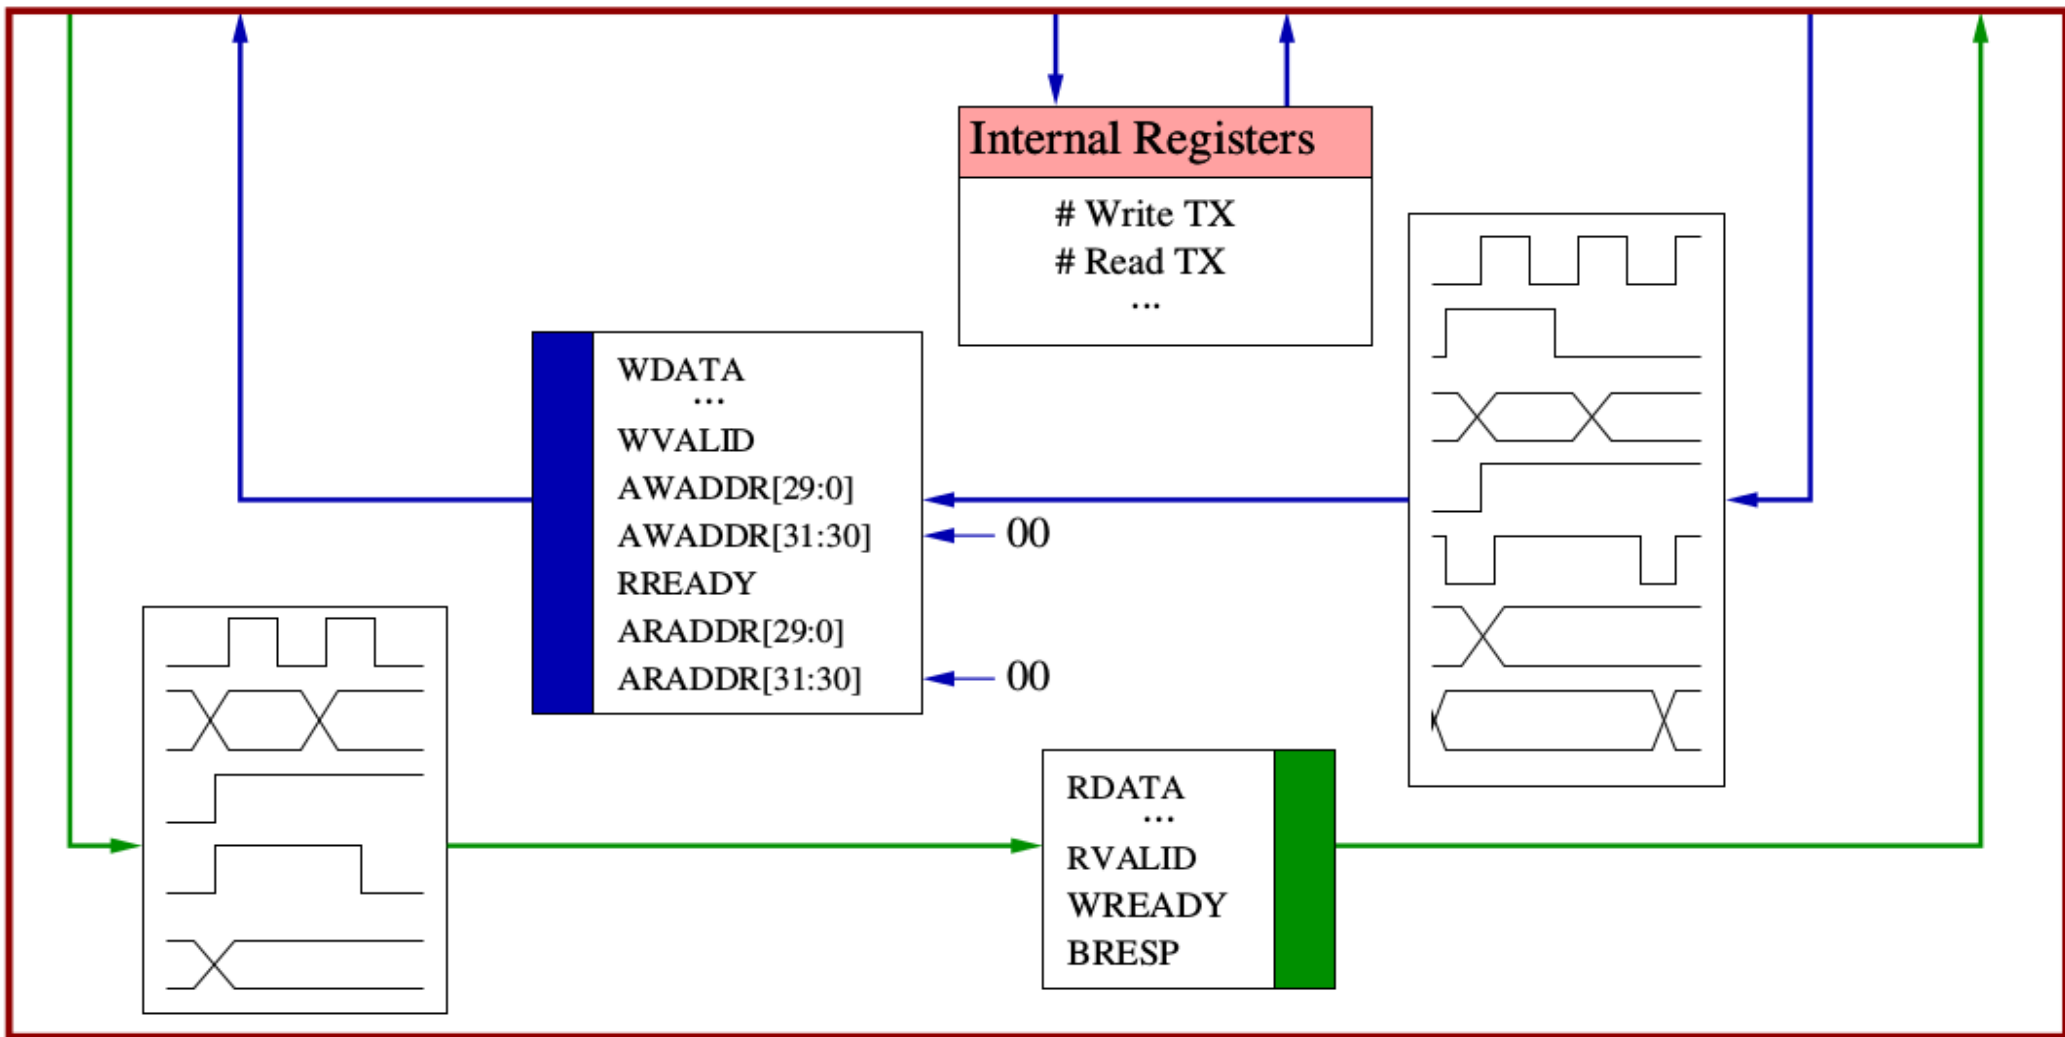 Internal Registers
# Write TX
# Read TX
...
WDATA
...
WVALID
AWADDR[29:0]
AWADDR[31:30]
00
RREADY
ARADDR[29:0]
ARADDR[31:30]
00
RDATA
...
RVALID
WREADY
BRESP